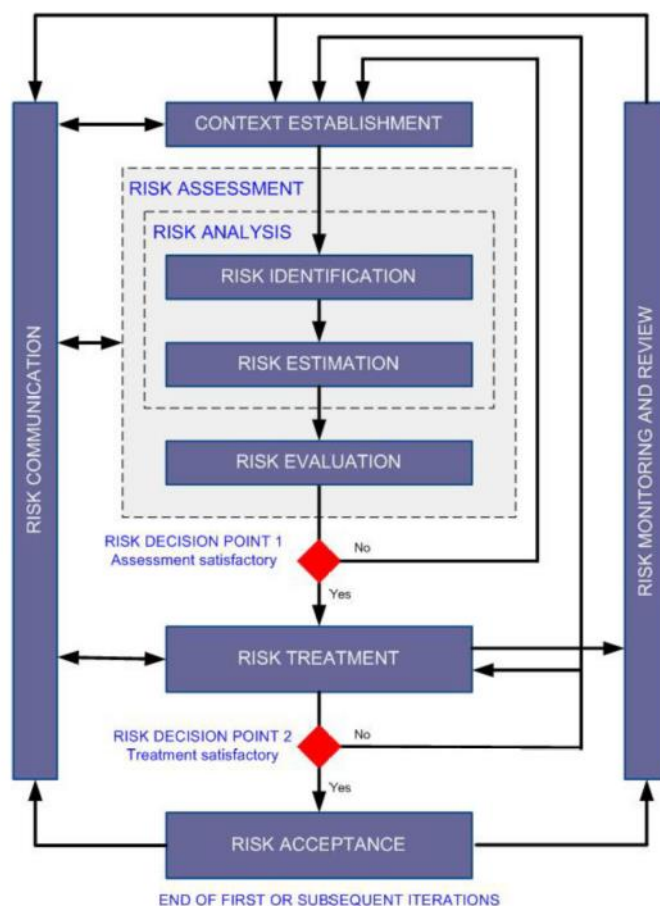 CONTEXT ESTABLISHMENT
RISK ASSESSMENT
RISK ANALYSIS
RISK IDENTIFICATION
RISK ESTIMATION
RISK EVALUATION
RISK COMMUNICATION
RISK MONITORING AND REVIEW
RISK DECISION POINT 1
Assessment satisfactory
No
Yes
RISK TREATMENT
RISK DECISION POINT 2
Treatment satisfactory
No
Yes
RISK ACCEPTANCE
END OF FIRST OR SUBSEQUENT ITERATIONS